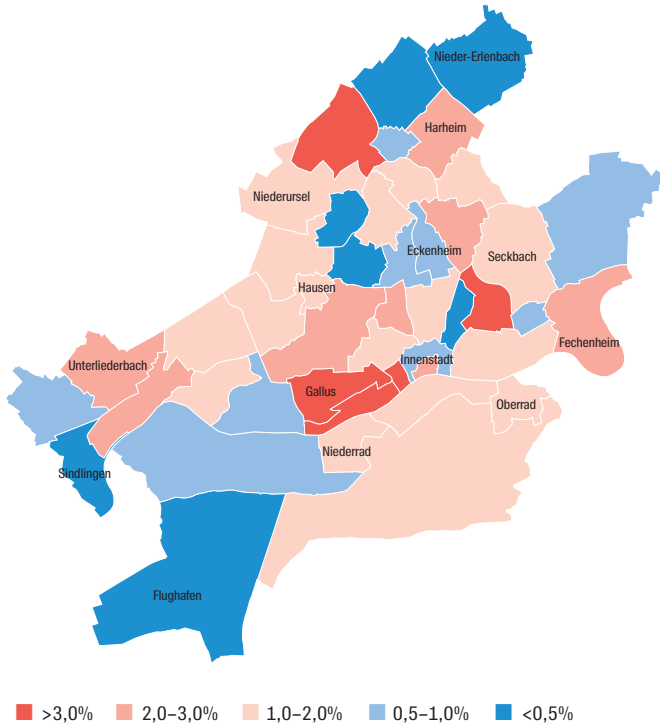 Nieder-Erlenbach
Harheim
Niederursel
Eckenheim
Seckbach
Hausen
Fechenheim
Innenstadt
Unterliederbach
Gallus
Oberrad
Niederrad
Sindlingen
Flughafen
>3,0% 2,0–3,0% 1,0–2,0% 0,5–1,0% <0,5%